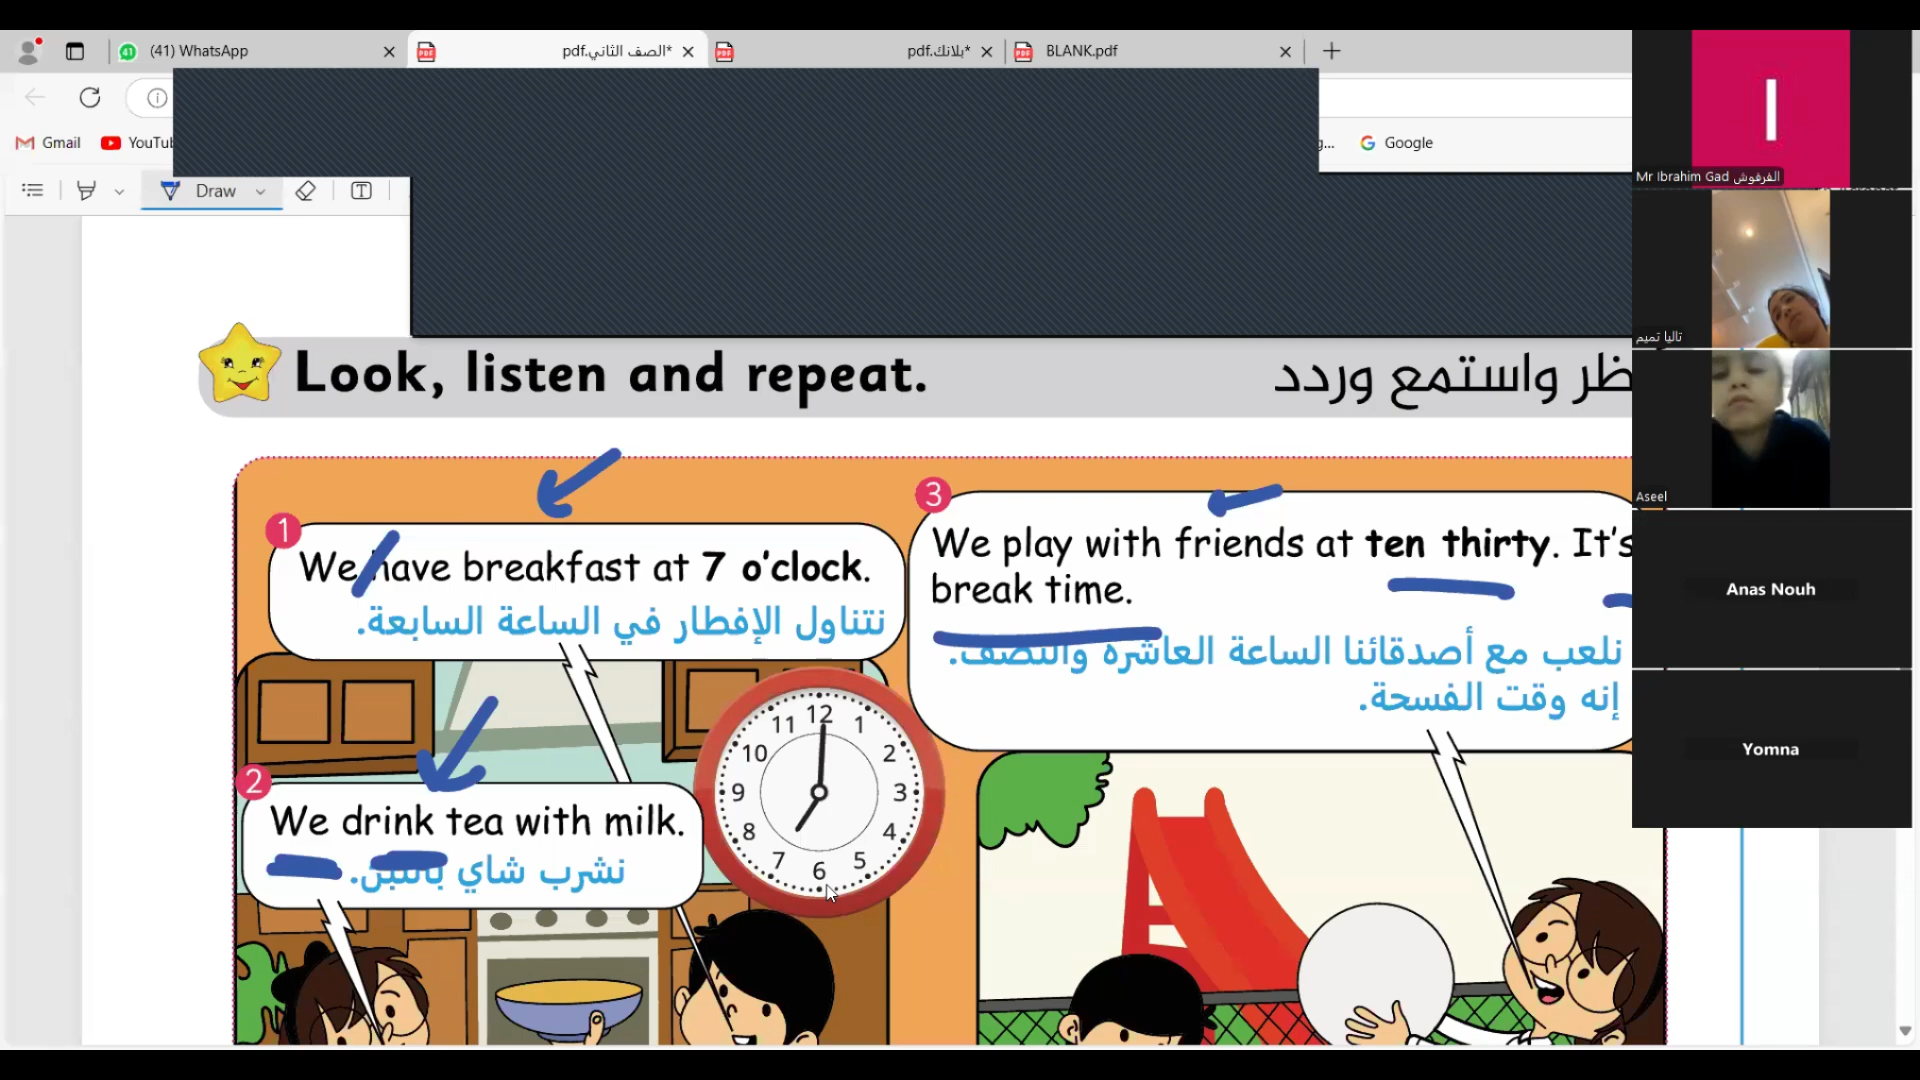 (41) WhatsApp
*الصف الثاني.pdf
*بلانك.pdf
BLANK.pdf
Gmail
Google
Draw
Mr Ibrahim Gad الفرفوش
تاليا تميم
Aseel
Anas Nouh
Yomna
Look, listen and repeat.
واستمع وردد
1
We have breakfast at 7 o'clock.
نتناول الإفطار في الساعة السابعة.
2
We drink tea with milk.
نشرب شاي باللبن.
12
1
2
3
4
5
6
7
8
9
10
11
3
We play with friends at ten thirty. It's
break time.
نلعب مع أصدقائنا الساعة العاشرة والنصف.
إنه وقت الفسحة.